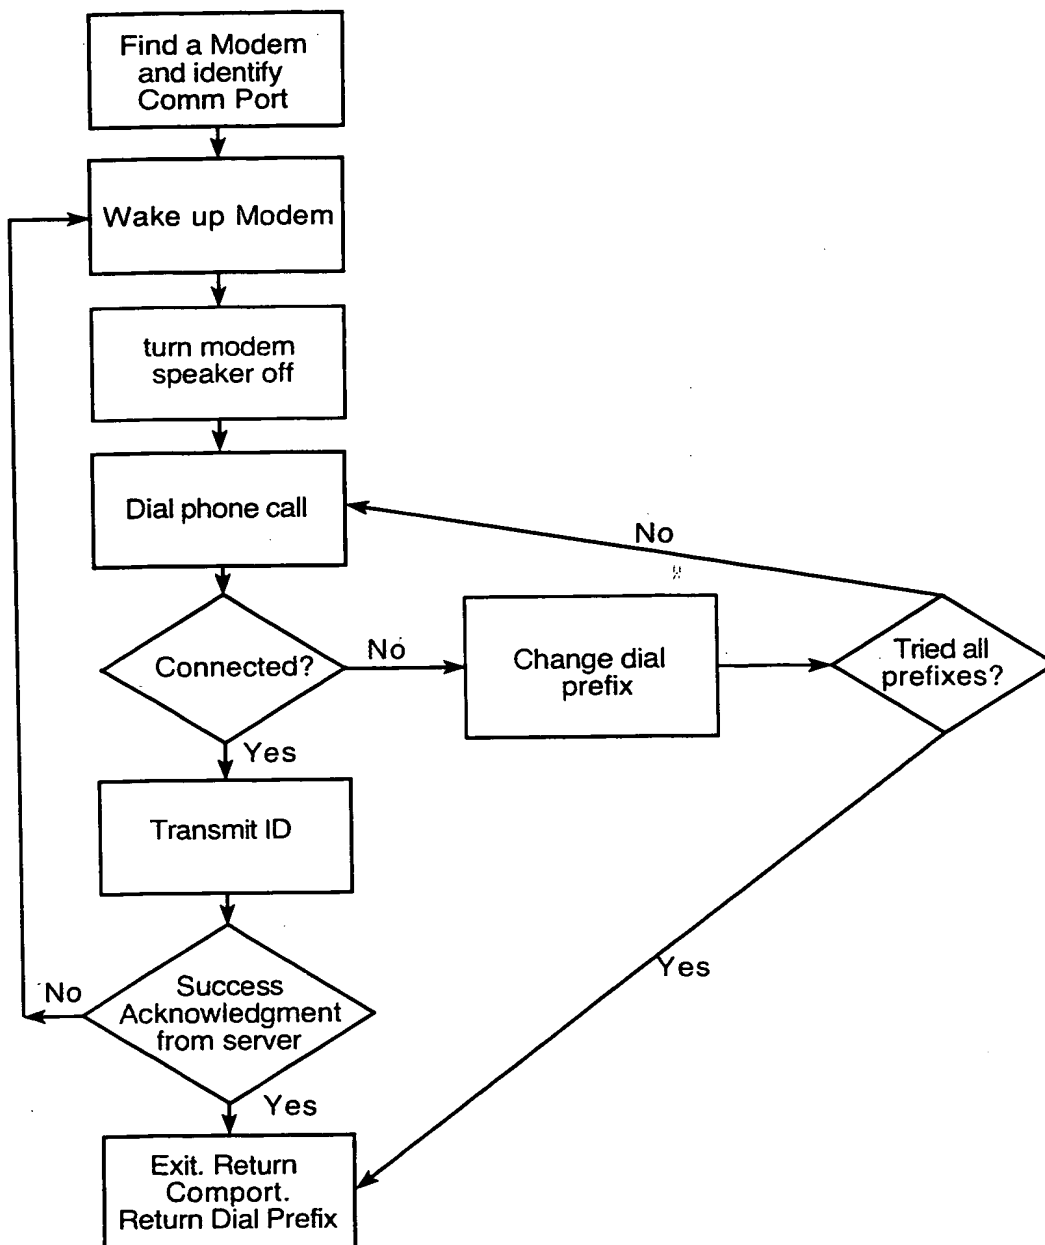 Find a Modem
and identify
Comm Port
Wake up Modem
turn modem
speaker off
Dial phone call
No
Connected?
No
Change dial
prefix
Tried all
prefixes?
Yes
Transmit ID
Yes
No
Success
Acknowledgment
from server
Yes
Exit. Return
Comport.
Return Dial Prefix